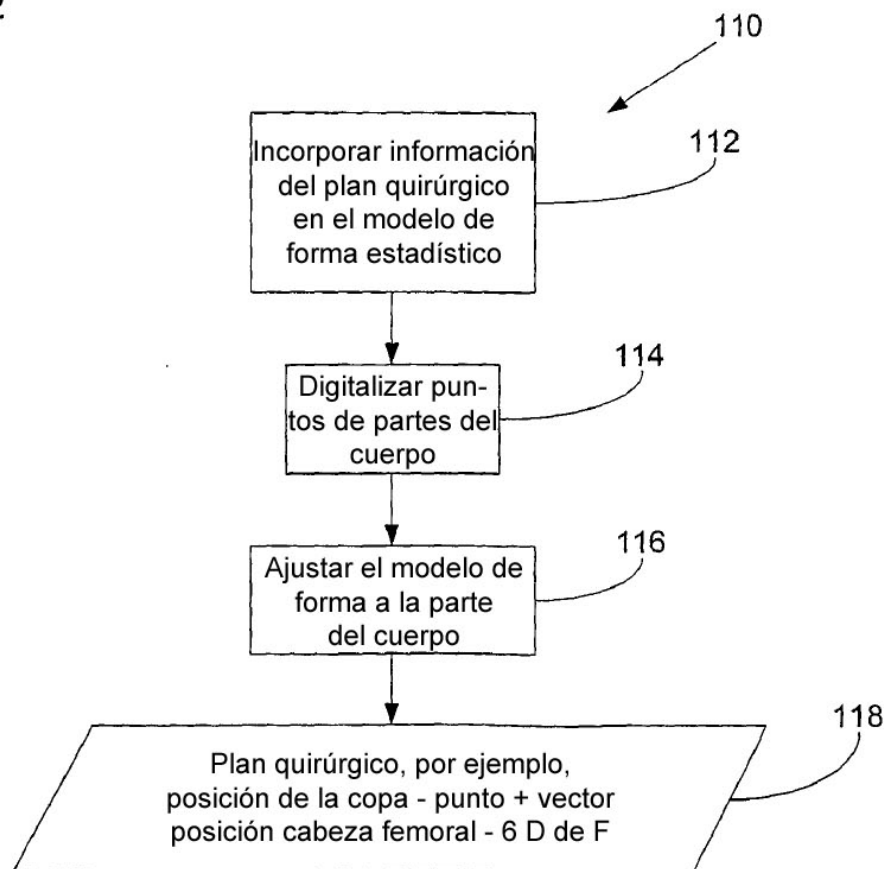 110
Incorporar información
del plan quirúrgico
en el modelo de
forma estadístico
112
Digitalizar pun-
tos de partes del
cuerpo
114
Ajustar el modelo de
forma a la parte
del cuerpo
116
Plan quirúrgico, por ejemplo,
posición de la copa - punto + vector
posición cabeza femoral - 6 D de F
118